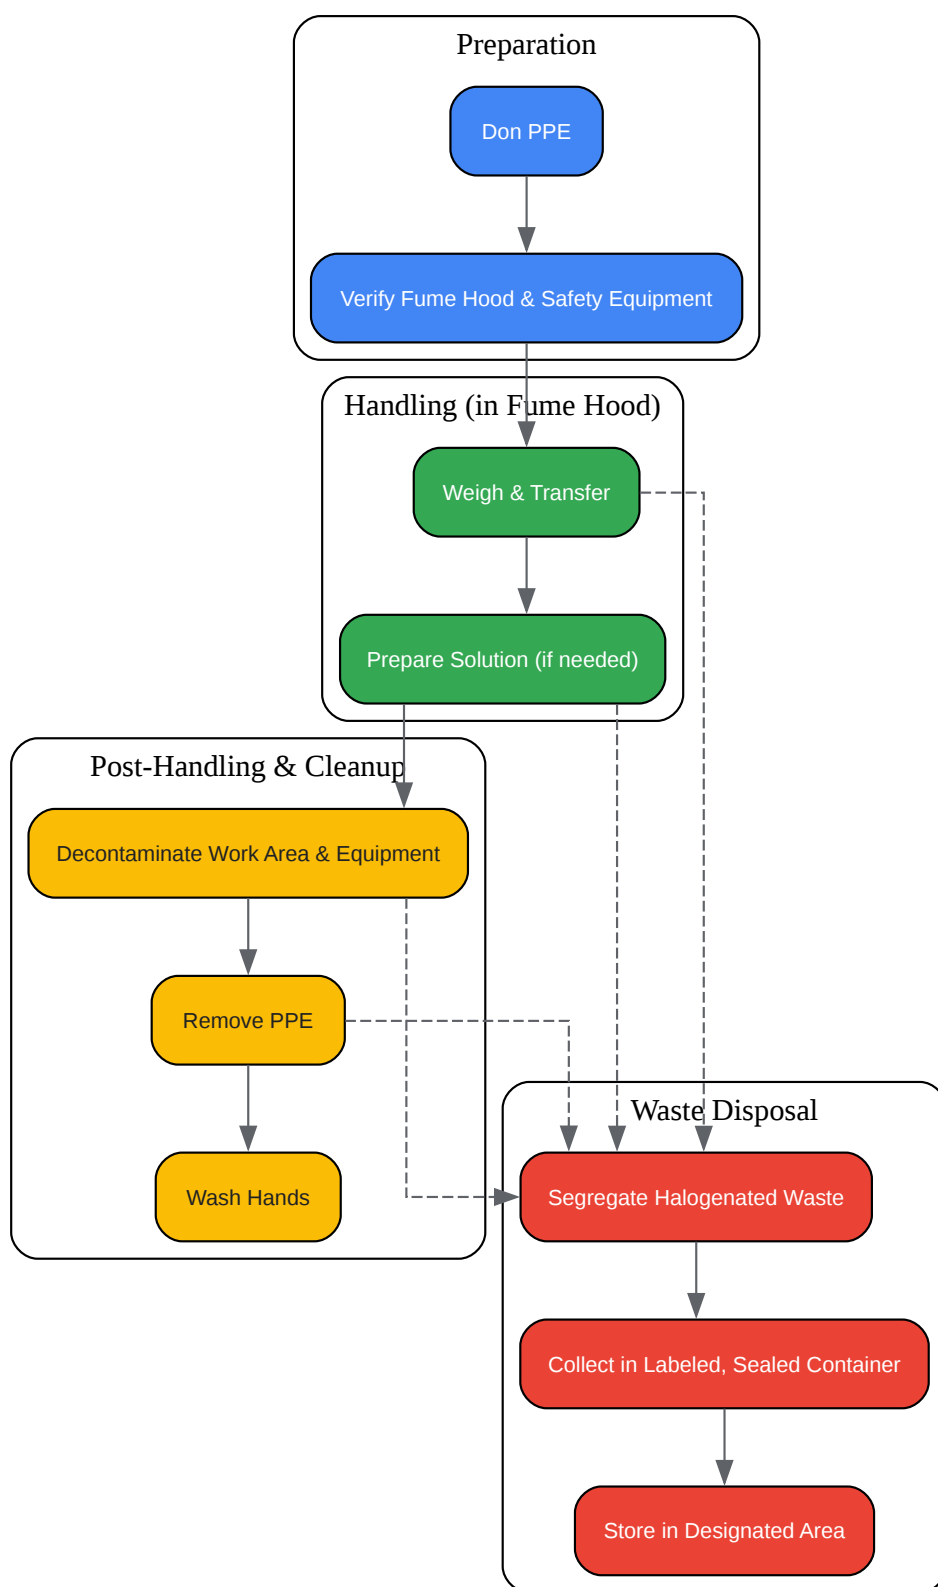 Preparation
Don PPE
Verify Fume Hood & Safety Equipment
Handling (in Fume Hood)
Weigh & Transfer
Prepare Solution (if needed)
Post-Handling & Cleanup
Decontaminate Work Area & Equipment
Remove PPE
Wash Hands
Waste Disposal
Segregate Halogenated Waste
Collect in Labeled, Sealed Container
Store in Designated Area